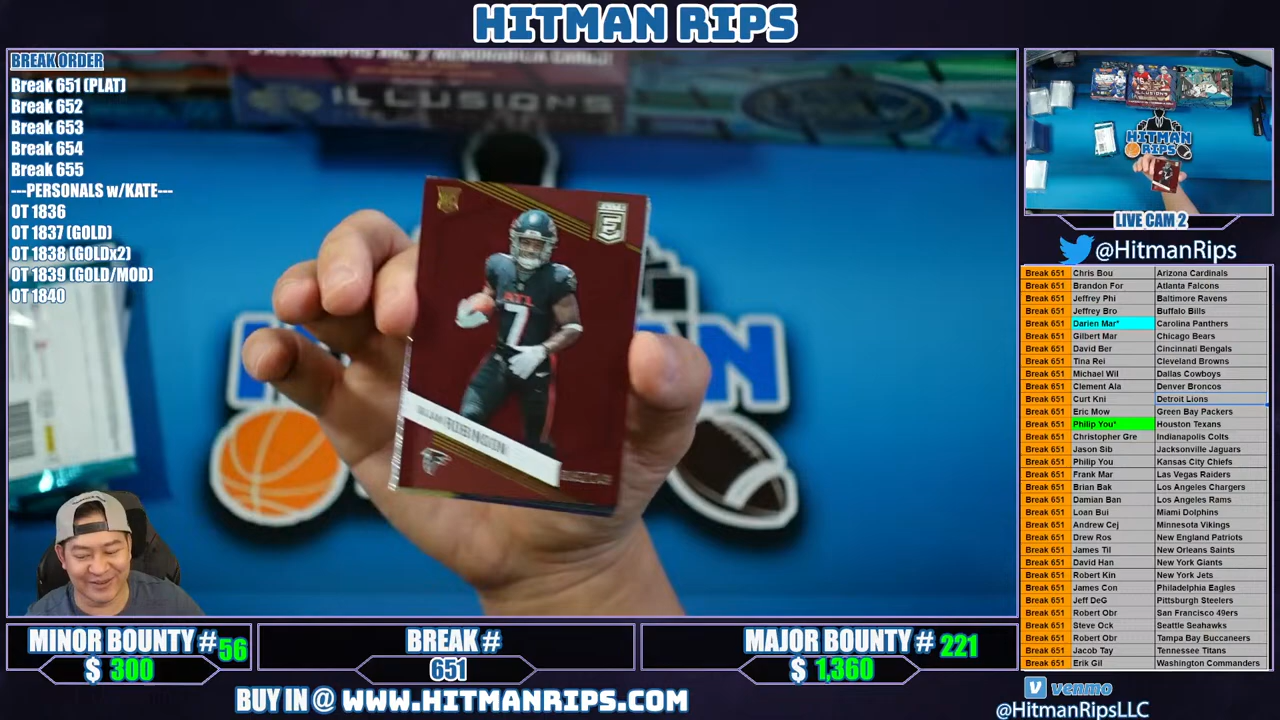 HITMAN RIPS
BREAK ORDER
Break 651 (PLAT)
Break 652
Break 653
Break 654
Break 655
---PERSONALS w/KATE---
OT 1836
OT 1837 (GOLD)
OT 1838 (GOLDx2)
OT 1839 (GOLD/MOD)
OT 1840
ILLUSIONS
ATL
7
ROBINSON
HITMAN
RIPS
LIVE CAM 2
@HitmanRips
Break 651 Chris Bou Arizona Cardinals
Break 651 Brandon For Atlanta Falcons
Break 651 Jeffrey Phi Baltimore Ravens
Break 651 Jeffrey Bro Buffalo Bills
Break 651 Darien Mar* Carolina Panthers
Break 651 Gilbert Mar Chicago Bears
Break 651 David Ber Cincinnati Bengals
Break 651 Tina Rei Cleveland Browns
Break 651 Michael Wil Dallas Cowboys
Break 651 Clement Ala Denver Broncos
Break 651 Curt Kni Detroit Lions
Break 651 Eric Mow Green Bay Packers
Break 651 Philip You* Houston Texans
Break 651 Christopher Gre Indianapolis Colts
Break 651 Jason Sib Jacksonville Jaguars
Break 651 Philip You Kansas City Chiefs
Break 651 Frank Mar Las Vegas Raiders
Break 651 Brian Bak Los Angeles Chargers
Break 651 Damian Ban Los Angeles Rams
Break 651 Loan Bui Miami Dolphins
Break 651 Andrew Cej Minnesota Vikings
Break 651 Drew Ros New England Patriots
Break 651 James Til New Orleans Saints
Break 651 David Han New York Giants
Break 651 Robert Kin New York Jets
Break 651 James Con Philadelphia Eagles
Break 651 Jeff DeG Pittsburgh Steelers
Break 651 Robert Obr San Francisco 49ers
Break 651 Steve Ock Seattle Seahawks
Break 651 Robert Obr Tampa Bay Buccaneers
Break 651 Jacob Tay Tennessee Titans
Break 651 Erik Gil Washington Commanders
MINOR BOUNTY # 56
$ 300
BREAK #
651
MAJOR BOUNTY # 221
$ 1,360
BUY IN @ WWW.HITMANRIPS.COM
venmo
@HitmanRipsLLC